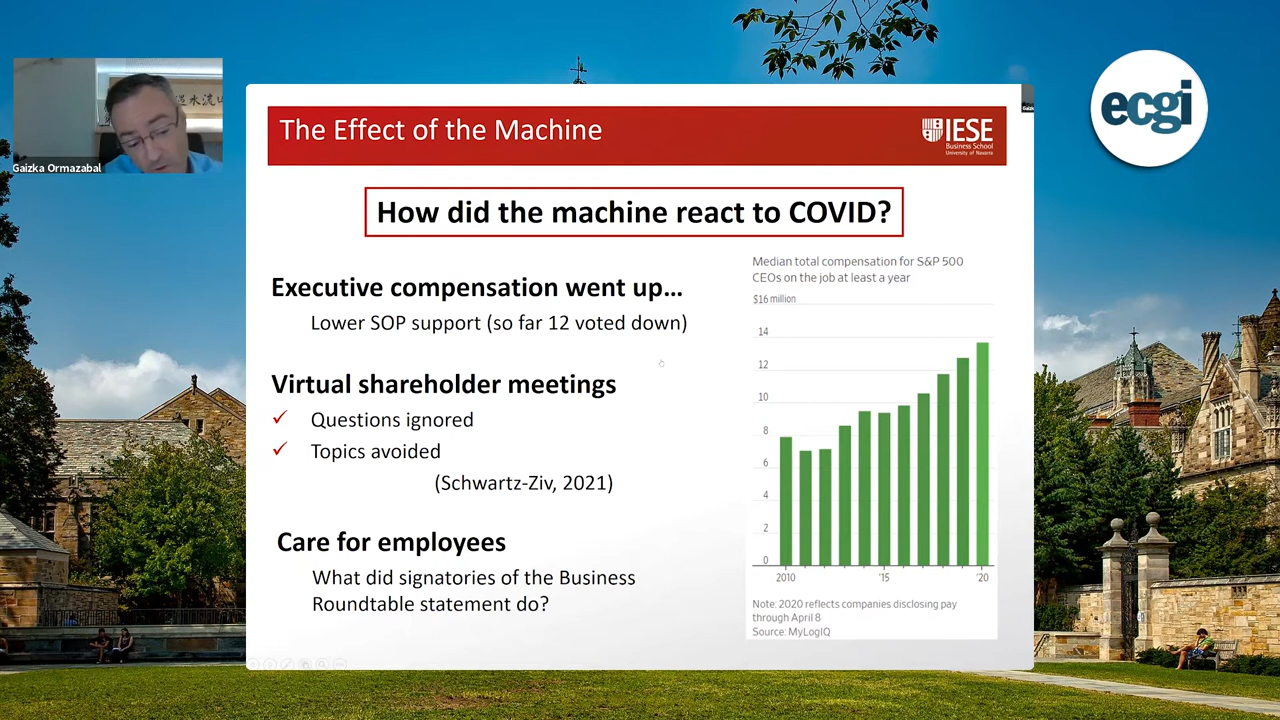 Gaizka Ormazabal
ecgi
The Effect of the Machine
IESE
Business School
University of Navarra
How did the machine react to COVID?
Executive compensation went up...
Lower SOP support (so far 12 voted down)
Virtual shareholder meetings
✓ Questions ignored
✓ Topics avoided
(Schwartz-Ziv, 2021)
Care for employees
What did signatories of the Business
Roundtable statement do?
Median total compensation for S&P 500
CEOs on the job at least a year
$16 million
14
12
10
8
6
4
2
0
2010 '15 '20
Note: 2020 reflects companies disclosing pay
through April 8
Source: MyLogIQ